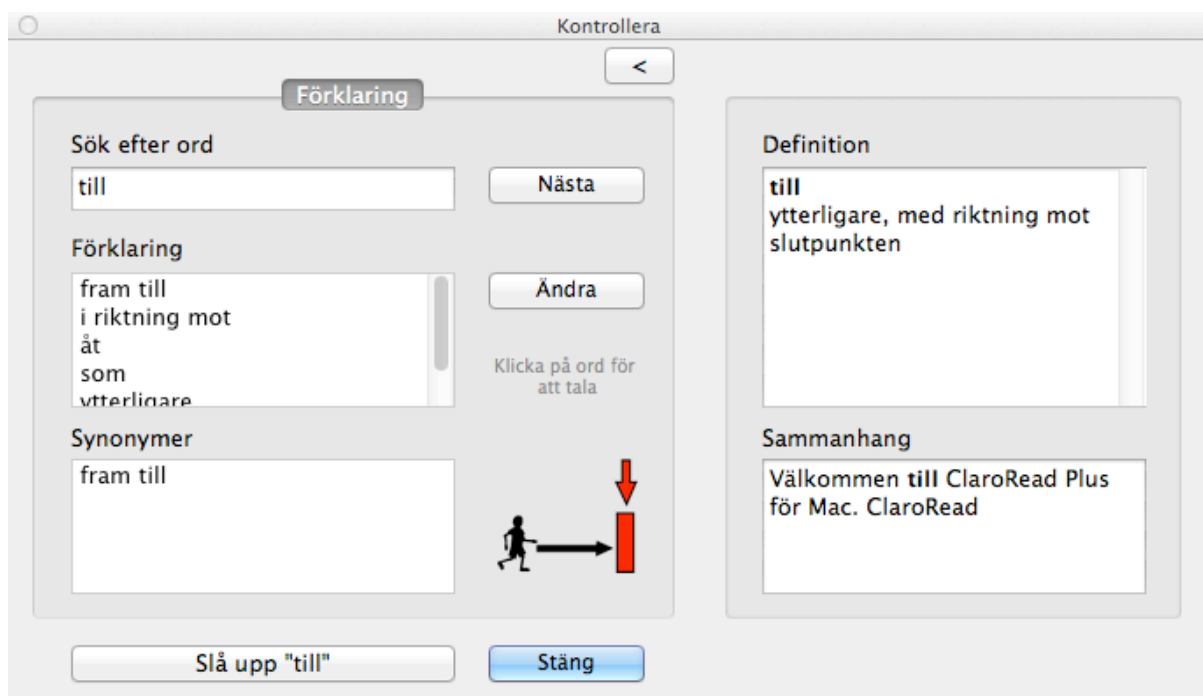 Kontrollera
<
Förklaring
Sök efter ord
till
Nästa
Förklaring
fram till
i riktning mot
åt
som
ytterligare
Ändra
Klicka på ord för
att tala
Synonymer
fram till
Slå upp "till"
Stäng
Definition
till
ytterligare, med riktning mot
slutpunkten
Sammanhang
Välkommen till ClaroRead Plus
för Mac. ClaroRead